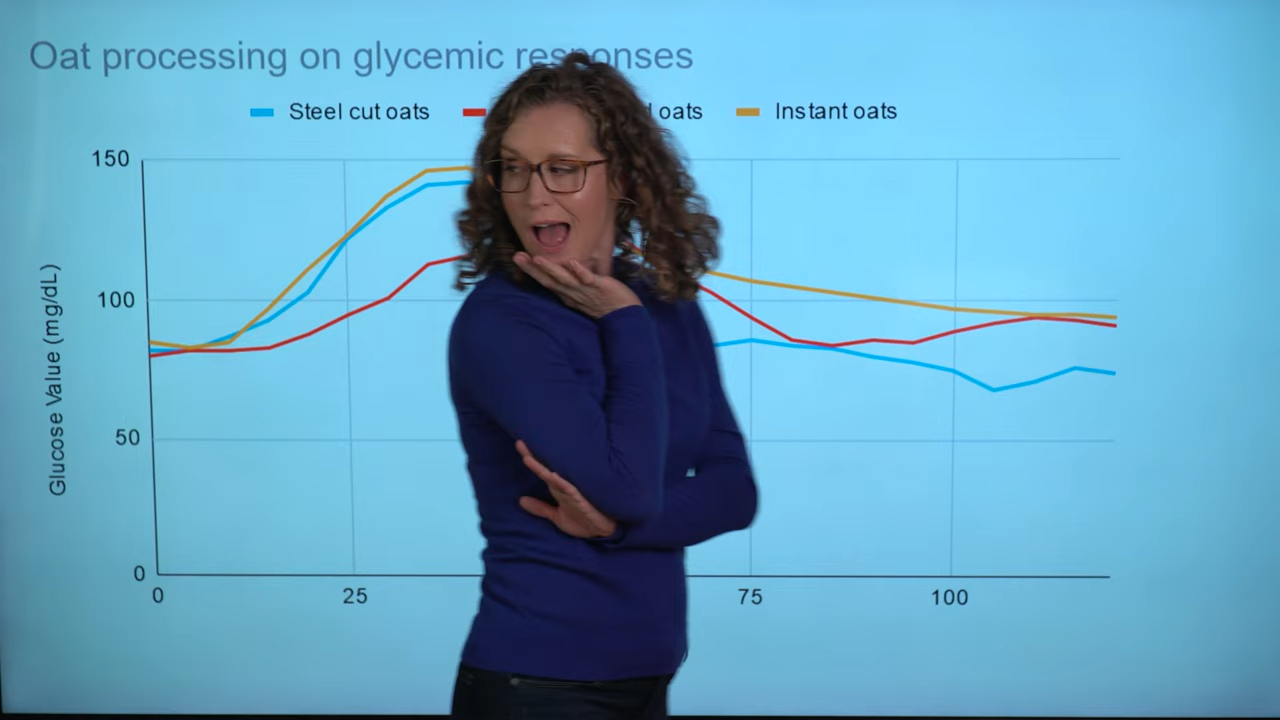 Oat processing on glycemic responses
Steel cut oats oats Instant oats
150
100
50
0
Glucose Value (mg/dL)
0 25 75 100